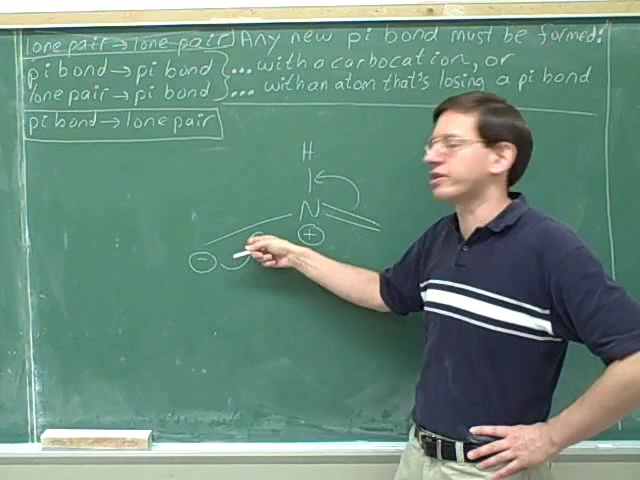 lone pair → lone pair Any new pi bond must be formed:
pi bond → pi bond } ... with a carbocation, or
lone pair → pi bond } ... with an atom that's losing a pi bond
pi bond → lone pair
H
N
+
-